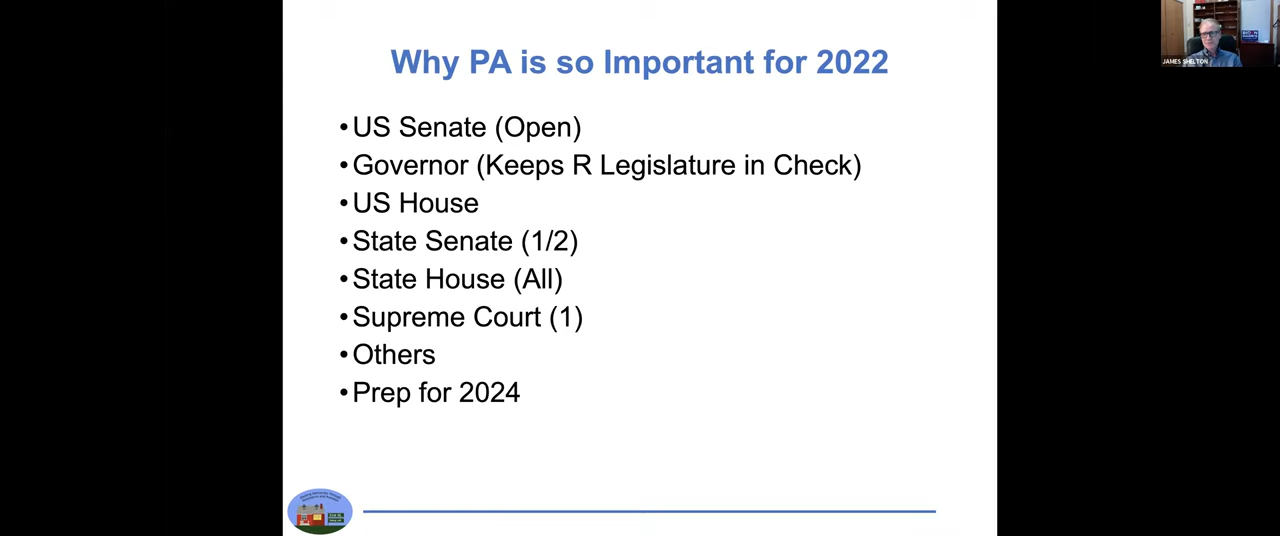 Why PA is so Important for 2022
JAMES SHELTON
•US Senate (Open)
•Governor (Keeps R Legislature in Check)
•US House
•State Senate (1/2)
•State House (All)
•Supreme Court (1)
•Others
•Prep for 2024